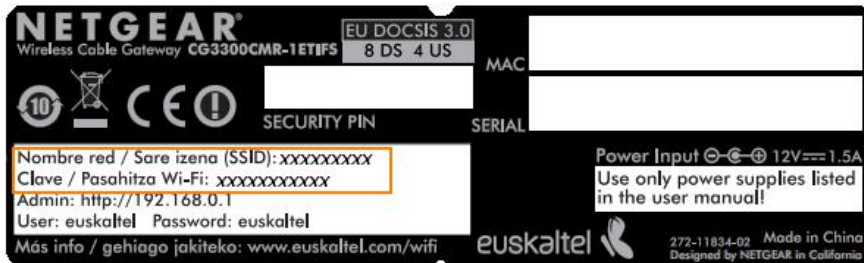 NETGEAR®
Wireless Cable Gateway CG3300CMR-1ETIFS
EU DOCSIS 3.0
8 DS 4 US
MAC
10
CE
SECURITY PIN
SERIAL
Nombre red / Sare izena (SSID): xxxxxxxxx
Clave / Pasahitza Wi-Fi: xxxxxxxxxxx
Admin: http://192.168.0.1
User: euskaltel Password: euskaltel
Más info / gehiago jakiteko: www.euskaltel.com/wifi
Power Input 12V 1.5A
Use only power supplies listed
in the user manual!
euskaltel
272-11834-02 Made in China
Designed by NETGEAR in California